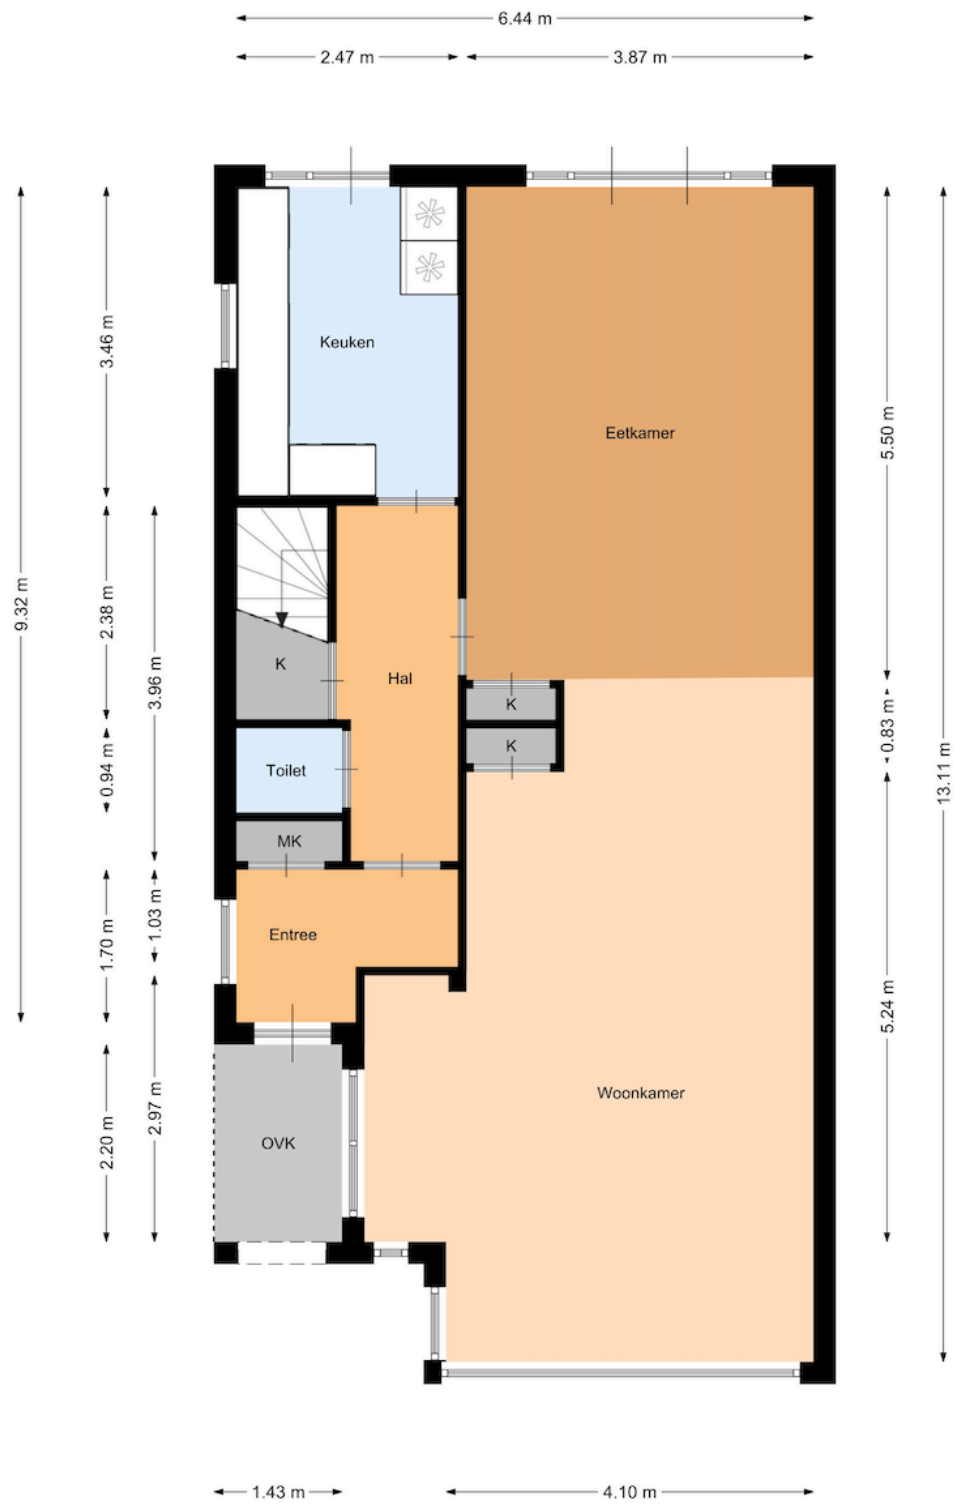 6.44 m
2.47 m
3.87 m
Keuken
3.46 m
Eetkamer
5.50 m
9.32 m
2.38 m
3.96 m
K
Hal
K
0.83 m
K
13.11 m
0.94 m
Toilet
MK
1.70 m
1.03 m
Entree
5.24 m
Woonkamer
2.20 m
2.97 m
OVK
1.43 m
4.10 m